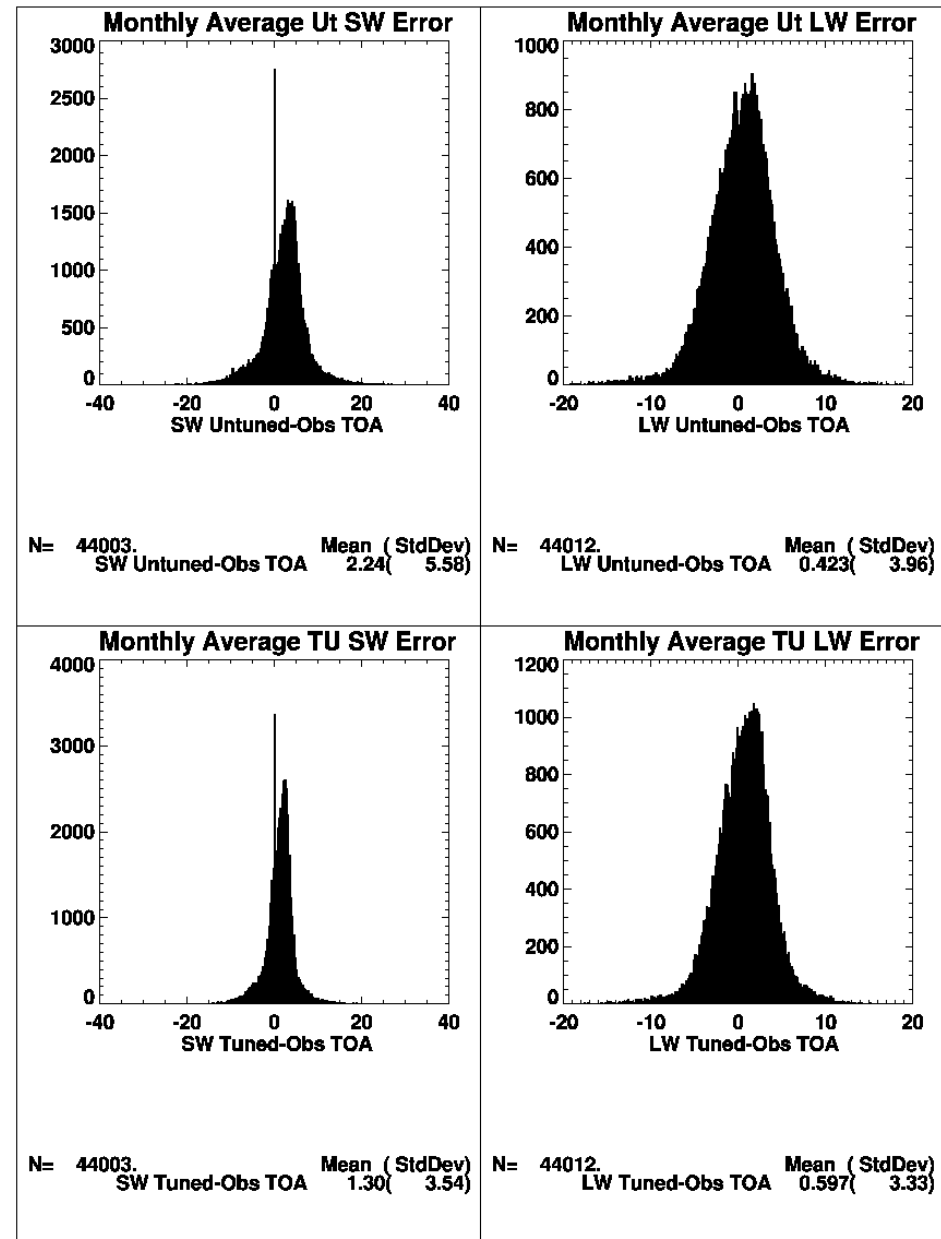 Monthly Average Ut SW Error
3000
2500
2000
1500
1000
500
0
-40 -20 0 20 40
SW Untuned-Obs TOA
N= 44003. Mean ( StdDev)
SW Untuned-Obs TOA 2.24( 5.58)
Monthly Average Ut LW Error
1000
800
600
400
200
0
-20 -10 0 10 20
LW Untuned-Obs TOA
N= 44012. Mean ( StdDev)
LW Untuned-Obs TOA 0.423( 3.96)
Monthly Average TU SW Error
4000
3000
2000
1000
0
-40 -20 0 20 40
SW Tuned-Obs TOA
N= 44003. Mean ( StdDev)
SW Tuned-Obs TOA 1.30( 3.54)
Monthly Average TU LW Error
1200
1000
800
600
400
200
0
-20 -10 0 10 20
LW Tuned-Obs TOA
N= 44012. Mean ( StdDev)
LW Tuned-Obs TOA 0.597( 3.33)